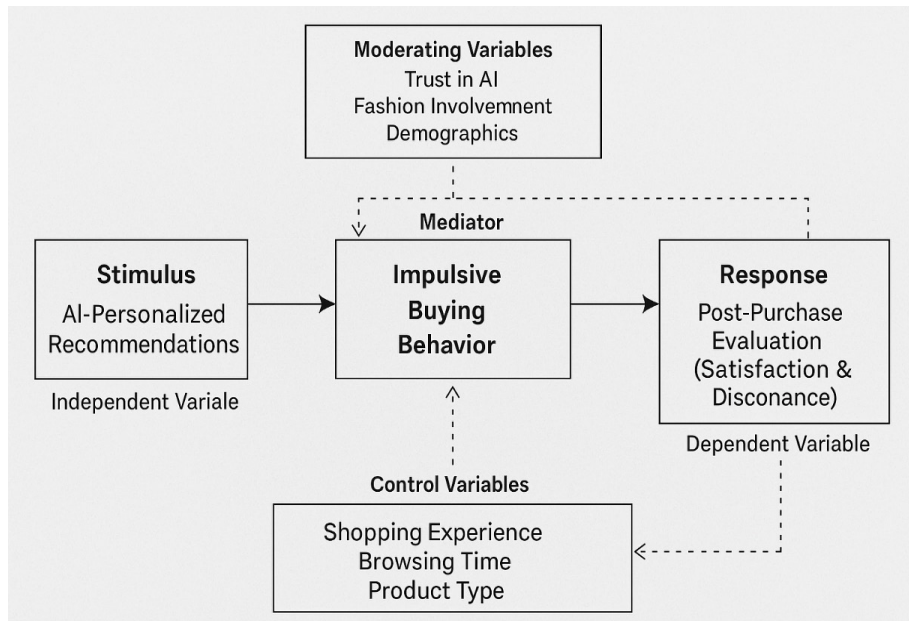 Moderating Variables
Trust in AI
Fashion Involvemnent
Demographics
Mediator
Stimulus
AI-Personalized
Recommendations
Independent Variale
Impulsive
Buying
Behavior
Response
Post-Purchase
Evaluation
(Satisfaction &
Disconance)
Dependent Variable
Control Variables
Shopping Experience
Browsing Time
Product Type